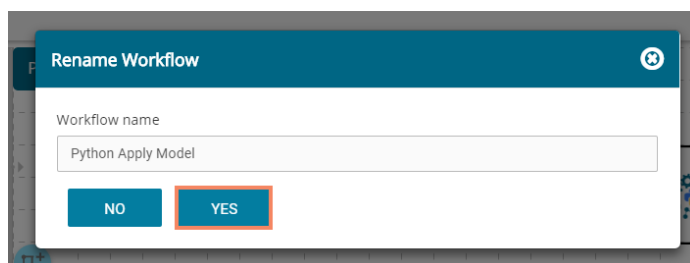 P
Rename Workflow
Workflow name
Python Apply Model
NO YES